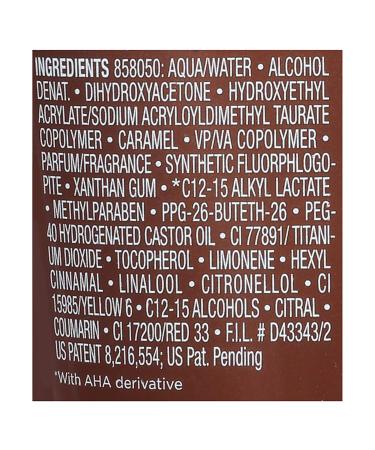 INGREDIENTS 858050: AQUA/WATER • ALCOHOL
DENAT. • DIHYDROXYACETONE • HYDROXYETHYL
ACRYLATE/SODIUM ACRYLOYLDIMETHYL TAURATE
COPOLYMER • CARAMEL • VP/VA COPOLYMER •
PARFUM/FRAGRANCE • SYNTHETIC FLUORPHLOGO-
PITE • XANTHAN GUM • *C12-15 ALKYL LACTATE
• METHYLPARABEN • PPG-26-BUTETH-26 • PEG-
40 HYDROGENATED CASTOR OIL • CI 77891/ TITANI-
UM DIOXIDE • TOCOPHEROL • LIMONENE • HEXYL
CINNAMAL • LINALOOL • CITRONELLOL • CI
15985/YELLOW 6 • C12-15 ALCOHOLS • CITRAL •
COUMARIN • CI 17200/RED 33 • F.I.L. # D43343/2
US PATENT 8,216,554; US Pat. Pending
*With AHA derivative